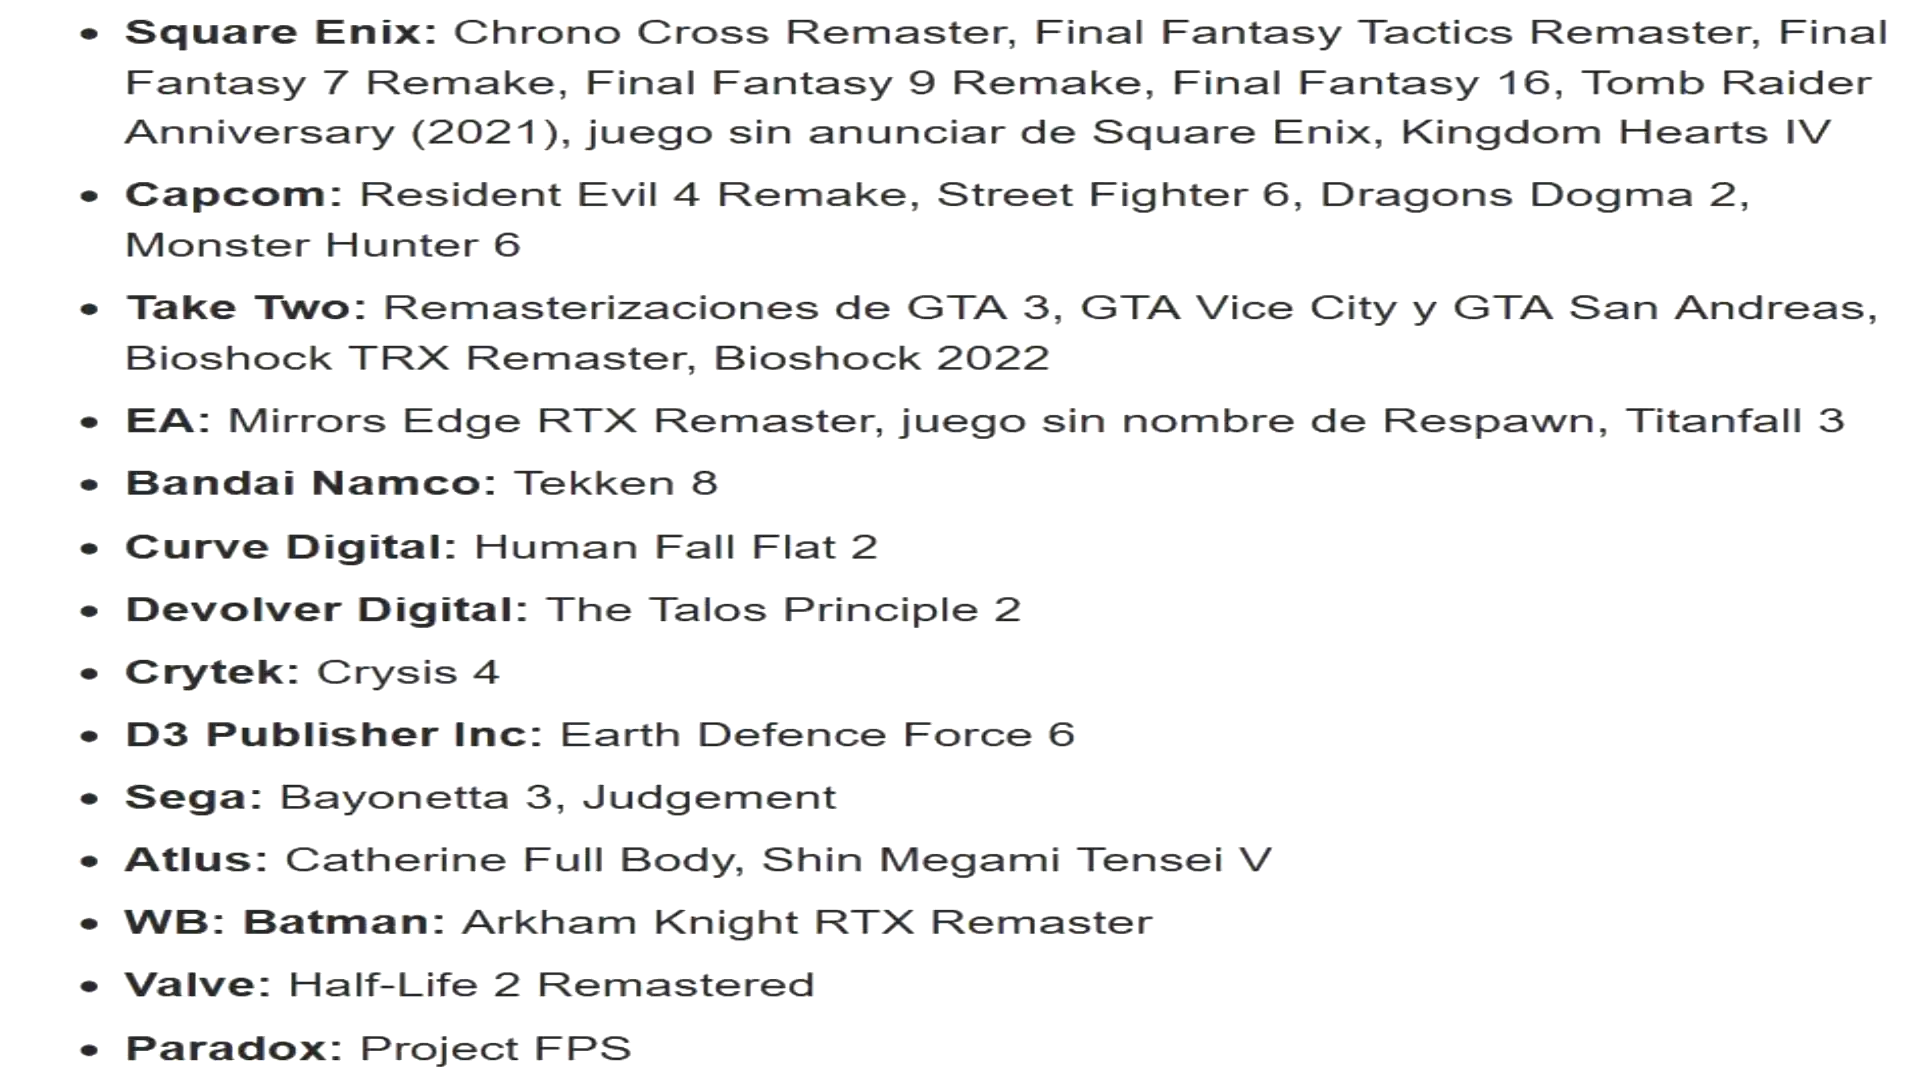 • Square Enix: Chrono Cross Remaster, Final Fantasy Tactics Remaster, Final
Fantasy 7 Remake, Final Fantasy 9 Remake, Final Fantasy 16, Tomb Raider
Anniversary (2021), juego sin anunciar de Square Enix, Kingdom Hearts IV
• Capcom: Resident Evil 4 Remake, Street Fighter 6, Dragons Dogma 2,
Monster Hunter 6
• Take Two: Remasterizaciones de GTA 3, GTA Vice City y GTA San Andreas,
Bioshock TRX Remaster, Bioshock 2022
• EA: Mirrors Edge RTX Remaster, juego sin nombre de Respawn, Titanfall 3
• Bandai Namco: Tekken 8
• Curve Digital: Human Fall Flat 2
• Devolver Digital: The Talos Principle 2
• Crytek: Crysis 4
• D3 Publisher Inc: Earth Defence Force 6
• Sega: Bayonetta 3, Judgement
• Atlus: Catherine Full Body, Shin Megami Tensei V
• WB: Batman: Arkham Knight RTX Remaster
• Valve: Half-Life 2 Remastered
• Paradox: Project FPS